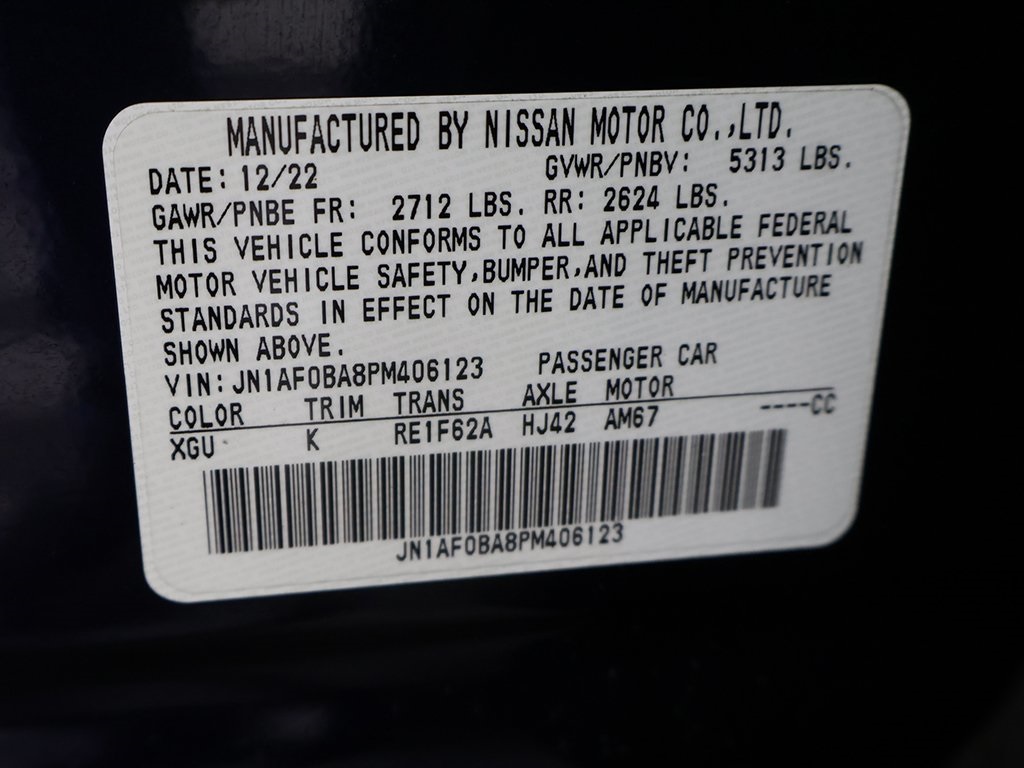 MANUFACTURED BY NISSAN MOTOR CO.,LTD.
DATE: 12/22 GVWR/PNBV: 5313 LBS.
GAWR/PNBE FR: 2712 LBS. RR: 2624 LBS.
THIS VEHICLE CONFORMS TO ALL APPLICABLE FEDERAL
MOTOR VEHICLE SAFETY,BUMPER,AND THEFT PREVENTION
STANDARDS IN EFFECT ON THE DATE OF MANUFACTURE
SHOWN ABOVE.
VIN:JN1AF0BA8PM406123 PASSENGER CAR
COLOR TRIM TRANS AXLE MOTOR
XGU K RE1F62A HJ42 AM67 ----CC
JN1AF0BA8PM406123